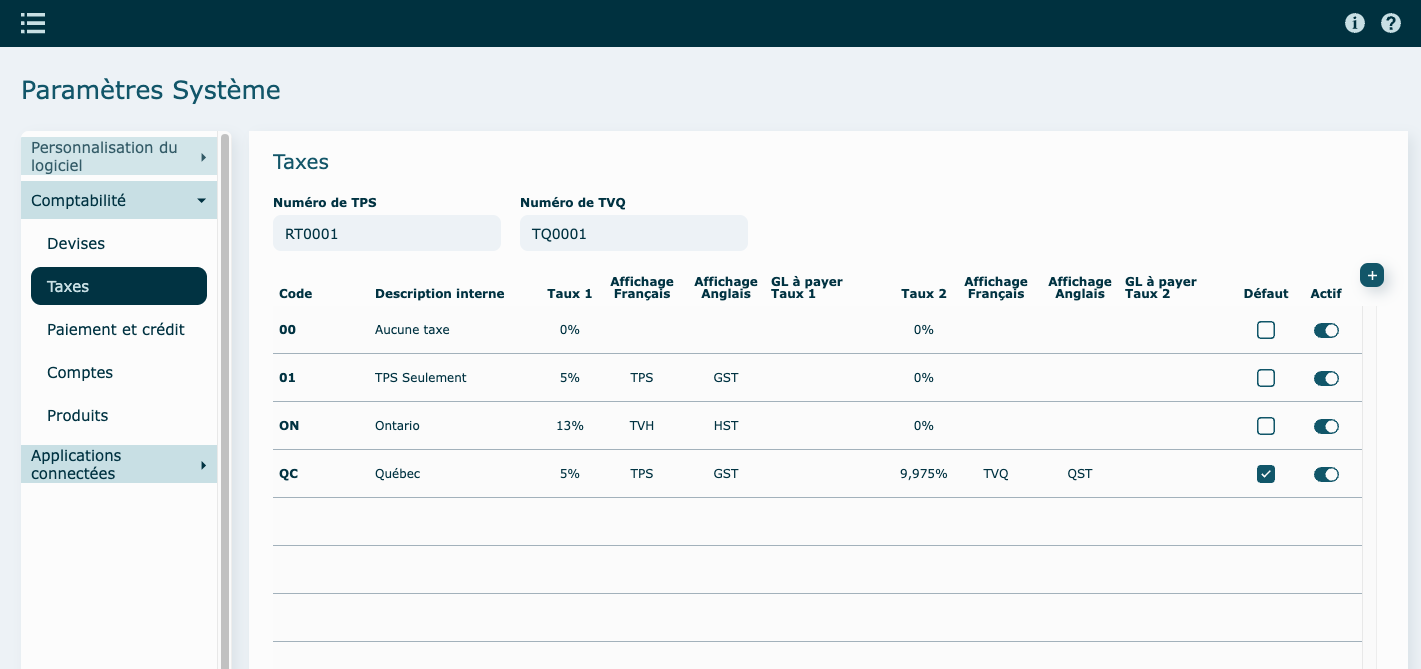 Paramètres Système
Personnalisation du
logiciel
Comptabilité
Devises
Taxes
Paiement et crédit
Comptes
Produits
Applications
connectées
Taxes
Numéro de TPS Numéro de TVQ
RT0001 TQ0001
Code Description interne Taux 1 Affichage Français Affichage Anglais GL à payer Taux 1 Taux 2 Affichage Français Affichage Anglais GL à payer Taux 2 Défaut Actif
00 Aucune taxe 0% 0%
01 TPS Seulement 5% TPS GST 0%
ON Ontario 13% TVH HST 0%
QC Québec 5% TPS GST 9,975% TVQ QST